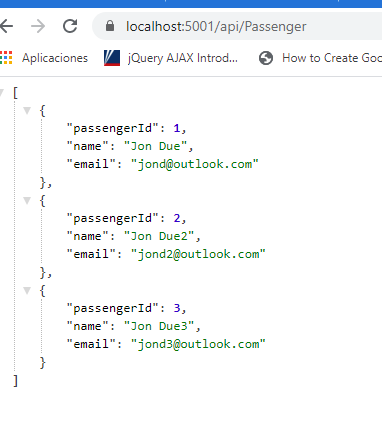 localhost:5001/api/Passenger
Aplicaciones jQuery AJAX Introd... How to Create Goo
[
{
"passengerId": 1,
"name": "Jon Due",
"email": "jond@outlook.com"
},
{
"passengerId": 2,
"name": "Jon Due2",
"email": "jond2@outlook.com"
},
{
"passengerId": 3,
"name": "Jon Due3",
"email": "jond3@outlook.com"
}
]